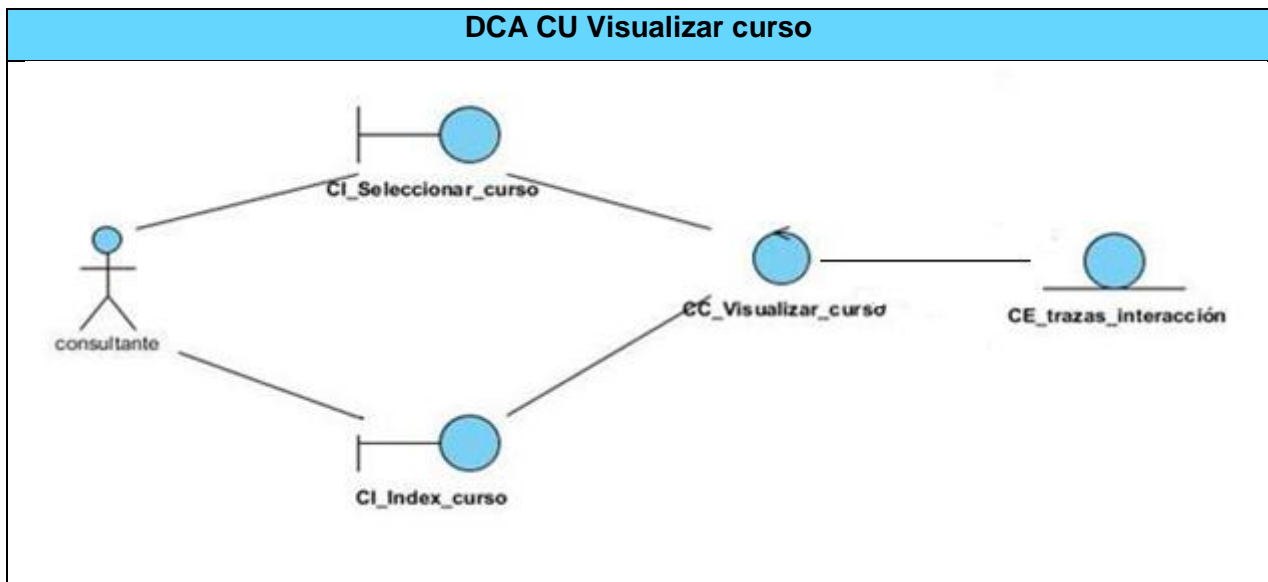 DCA CU Visualizar curso
CI_Seleccionar_curso
consultante
CC_Visualizar_curso
CE_trazas_interacción
CI_Index_curso